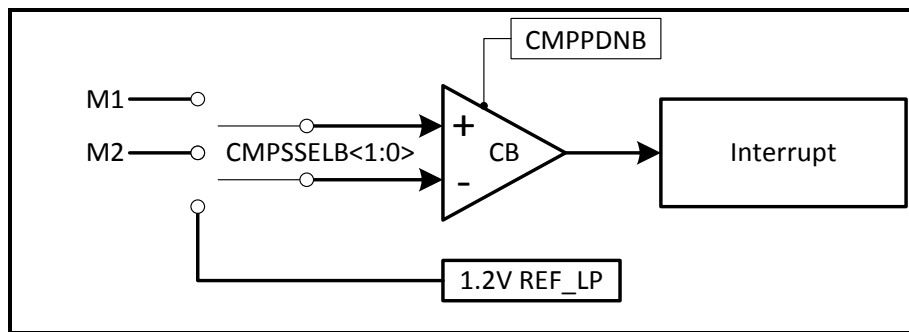 CMPPDNB
M1
+
M2
CMPSSELB<1:0>
CB
Interrupt
-
1.2V REF_LP